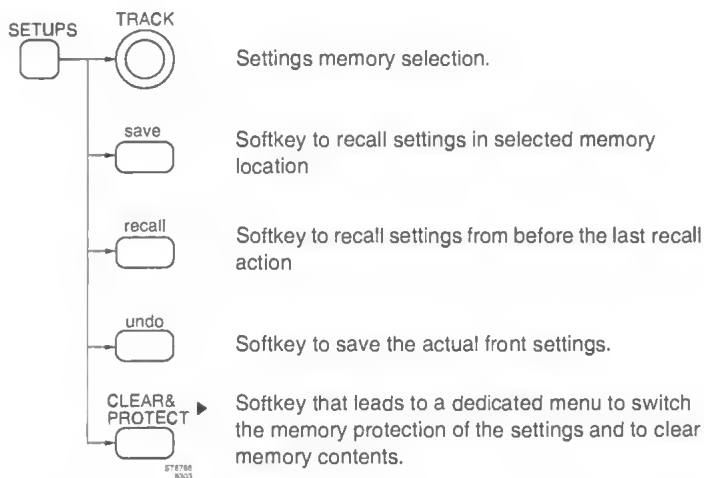 SETUPS
TRACK
Settings memory selection.
save
Softkey to recall settings in selected memory
location
recall
Softkey to recall settings from before the last recall
action
undo
Softkey to save the actual front settings.
CLEAR&
PROTECT ▶
Softkey that leads to a dedicated menu to switch
the memory protection of the settings and to clear
memory contents.
ST8766